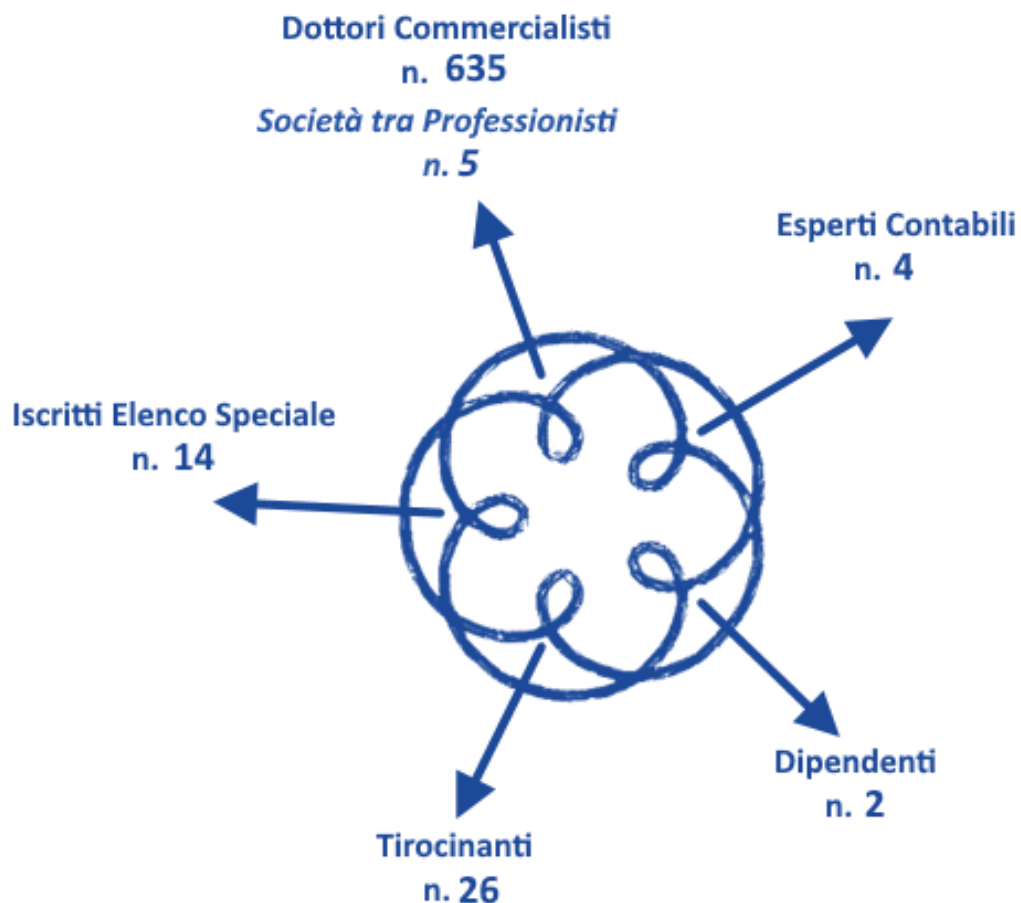 Dottori Commercialisti
n. 635
Società tra Professionisti
n. 5
Esperti Contabili
n. 4
Iscritti Elenco Speciale
n. 14
Dipendenti
n. 2
Tirocinanti
n. 26